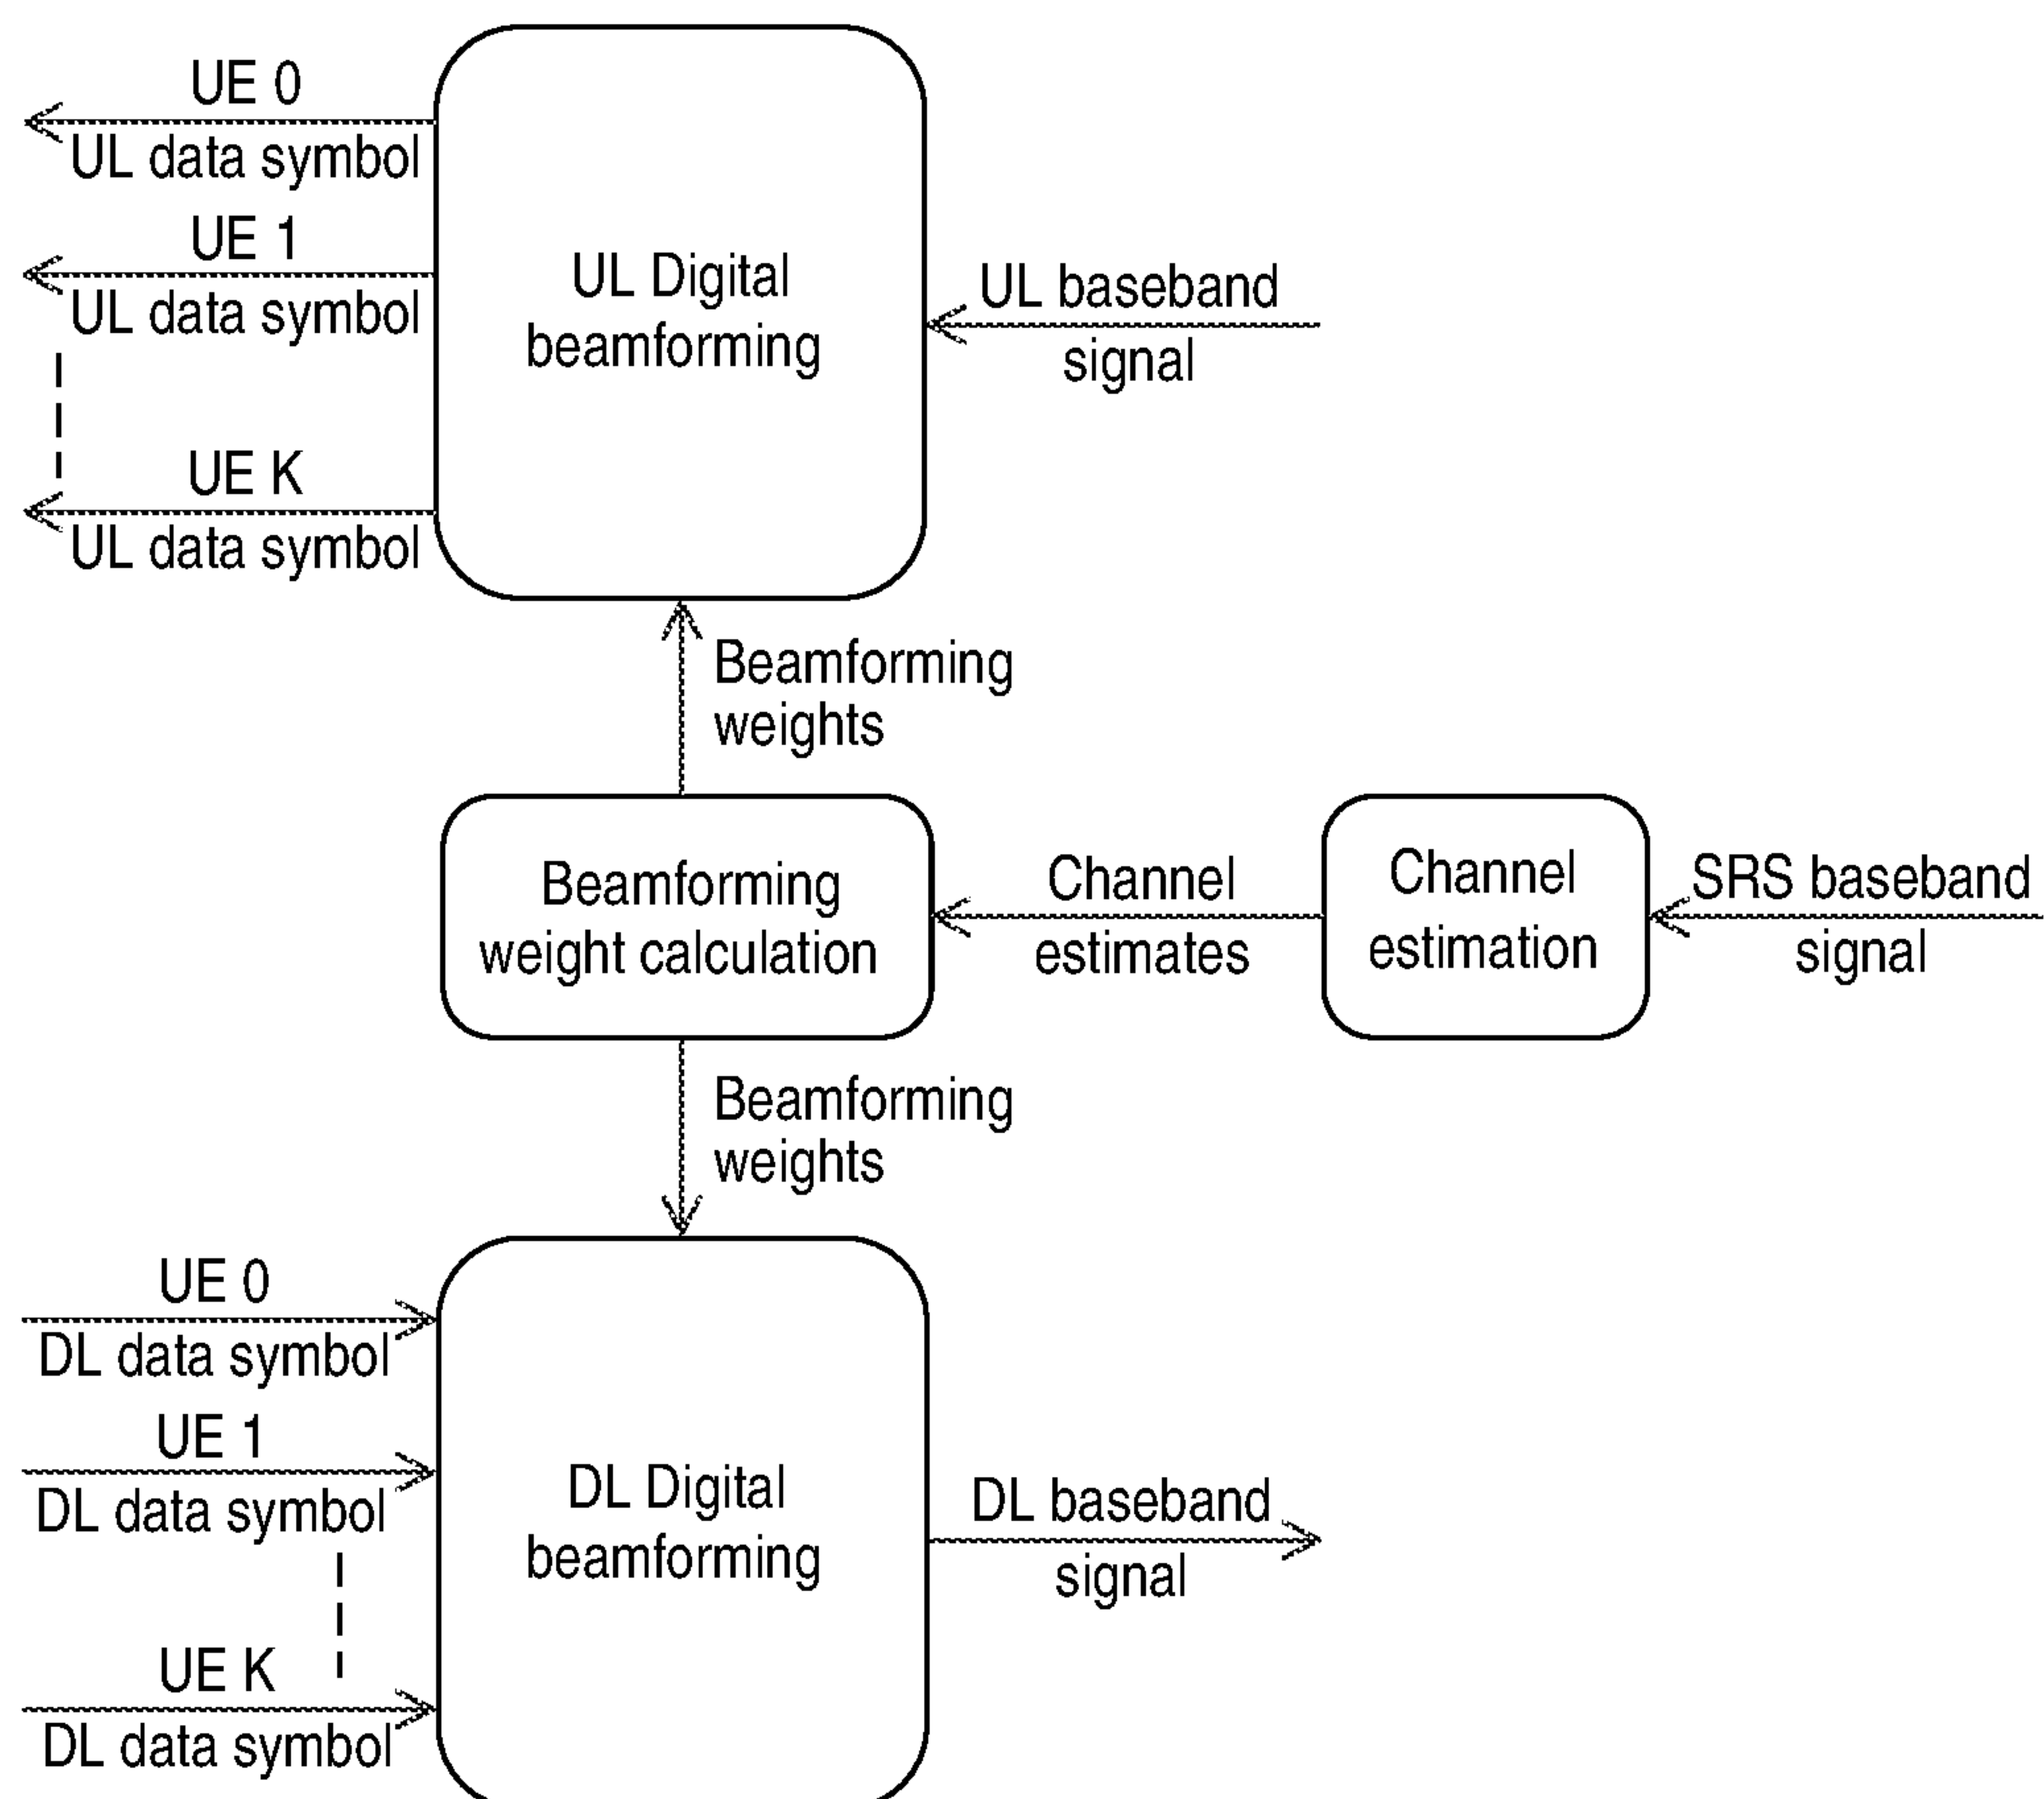 UE 0
UL data symbol
UE 1
UL data symbol
UE K
UL data symbol
UL Digital
beamforming
UL baseband
signal
Beamforming
weights
Beamforming
weight calculation
Channel
estimates
Channel
estimation
SRS baseband
signal
Beamforming
weights
UE 0
DL data symbol
UE 1
DL data symbol
UE K
DL data symbol
DL Digital
beamforming
DL baseband
signal